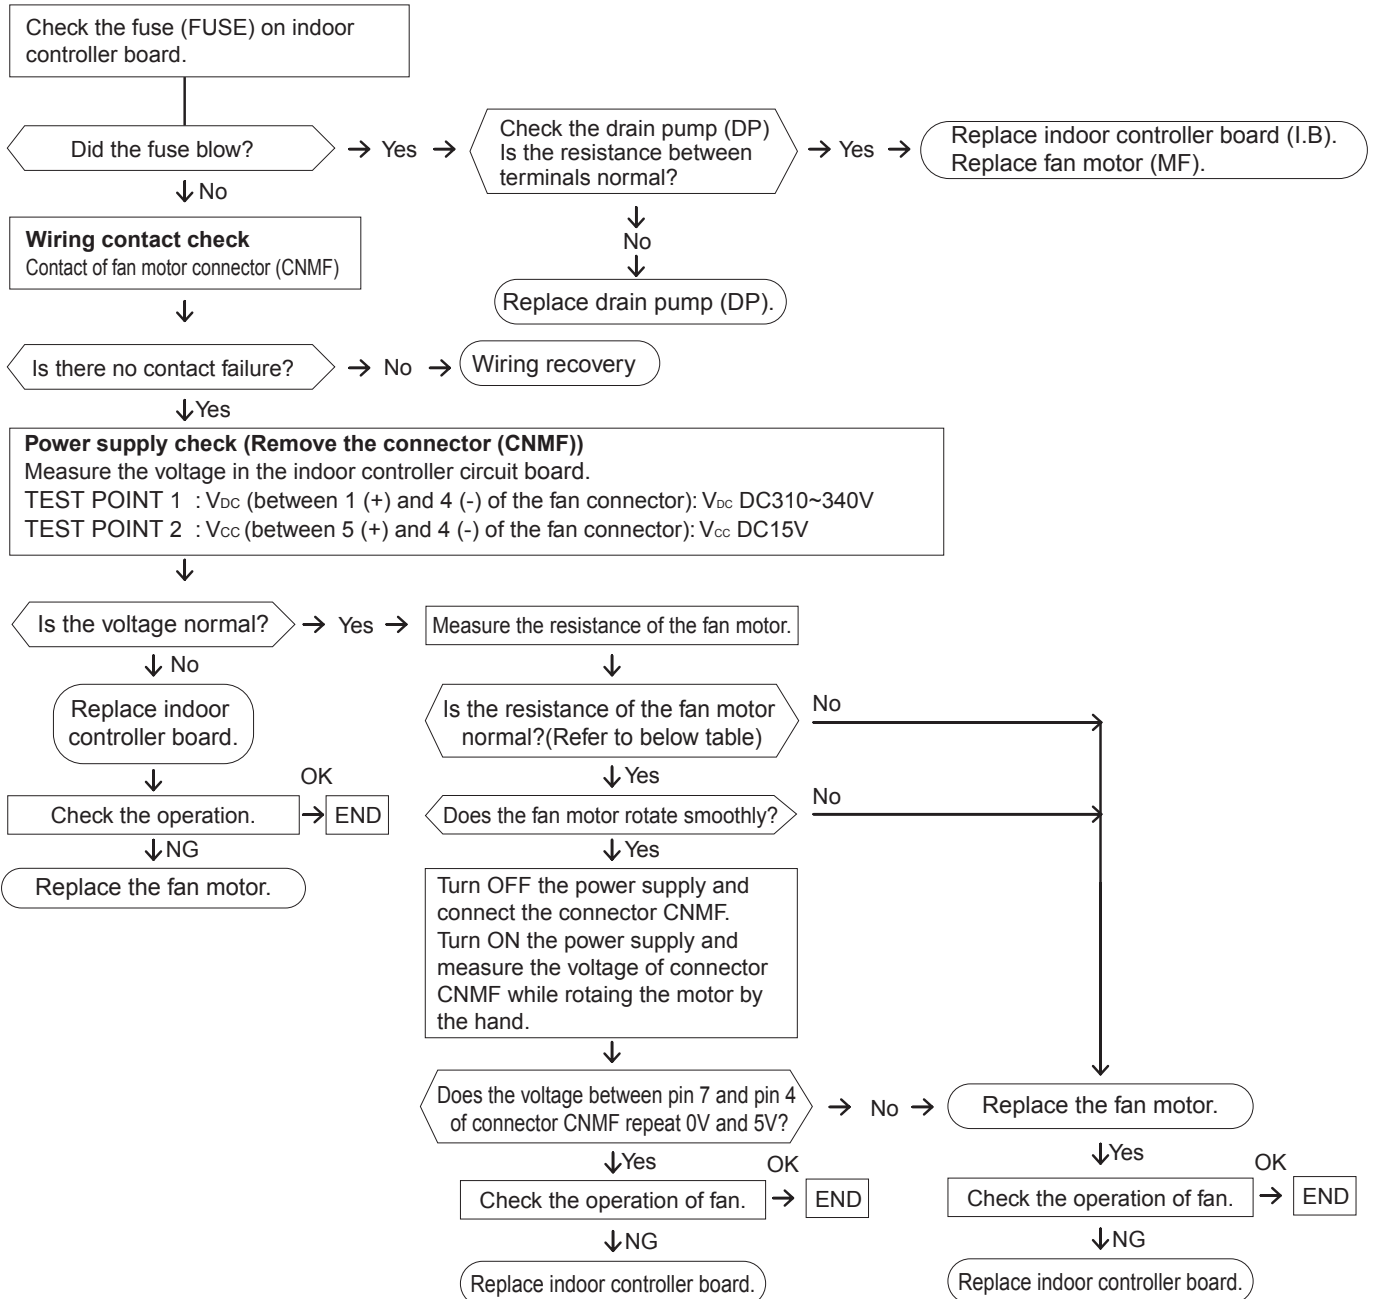 Check the fuse (FUSE) on indoor
controller board.
Did the fuse blow?
Yes
Check the drain pump (DP)
Is the resistance between
terminals normal?
Yes
Replace indoor controller board (I.B).
Replace fan motor (MF).
No
No
Replace drain pump (DP).
Wiring contact check
Contact of fan motor connector (CNMF)
Is there no contact failure?
No
Wiring recovery
Yes
Power supply check (Remove the connector (CNMF))
Measure the voltage in the indoor controller circuit board.
TEST POINT 1 : VDC (between 1 (+) and 4 (-) of the fan connector): VDC DC310~340V
TEST POINT 2 : VCC (between 5 (+) and 4 (-) of the fan connector): VCC DC15V
Is the voltage normal?
Yes
Measure the resistance of the fan motor.
No
Replace indoor
controller board.
Check the operation.
OK
END
NG
Replace the fan motor.
Is the resistance of the fan motor
normal?(Refer to below table)
No
Yes
Does the fan motor rotate smoothly?
No
Yes
Turn OFF the power supply and
connect the connector CNMF.
Turn ON the power supply and
measure the voltage of connector
CNMF while rotaing the motor by
the hand.
Does the voltage between pin 7 and pin 4
of connector CNMF repeat 0V and 5V?
No
Replace the fan motor.
Yes
Check the operation of fan.
OK
END
NG
Replace indoor controller board.
Yes
Check the operation of fan.
OK
END
NG
Replace indoor controller board.